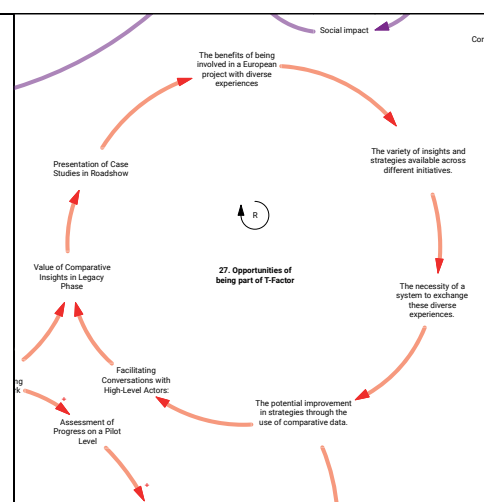 Social impact
Cor
The benefits of being
involved in a European
project with diverse
experiences
The variety of insights and
strategies available across
different initiatives.
Presentation of Case
Studies in Roadshow
R
27. Opportunities of
being part of T-Factor
Value of Comparative
Insights in Legacy
Phase
The necessity of a
system to exchange
these diverse
experiences.
Facilitating
Conversations with
High-Level Actors:
ng
rk
The potential improvement
in strategies through the
use of comparative data.
+
Assessment of
Progress on a Pilot
Level
+